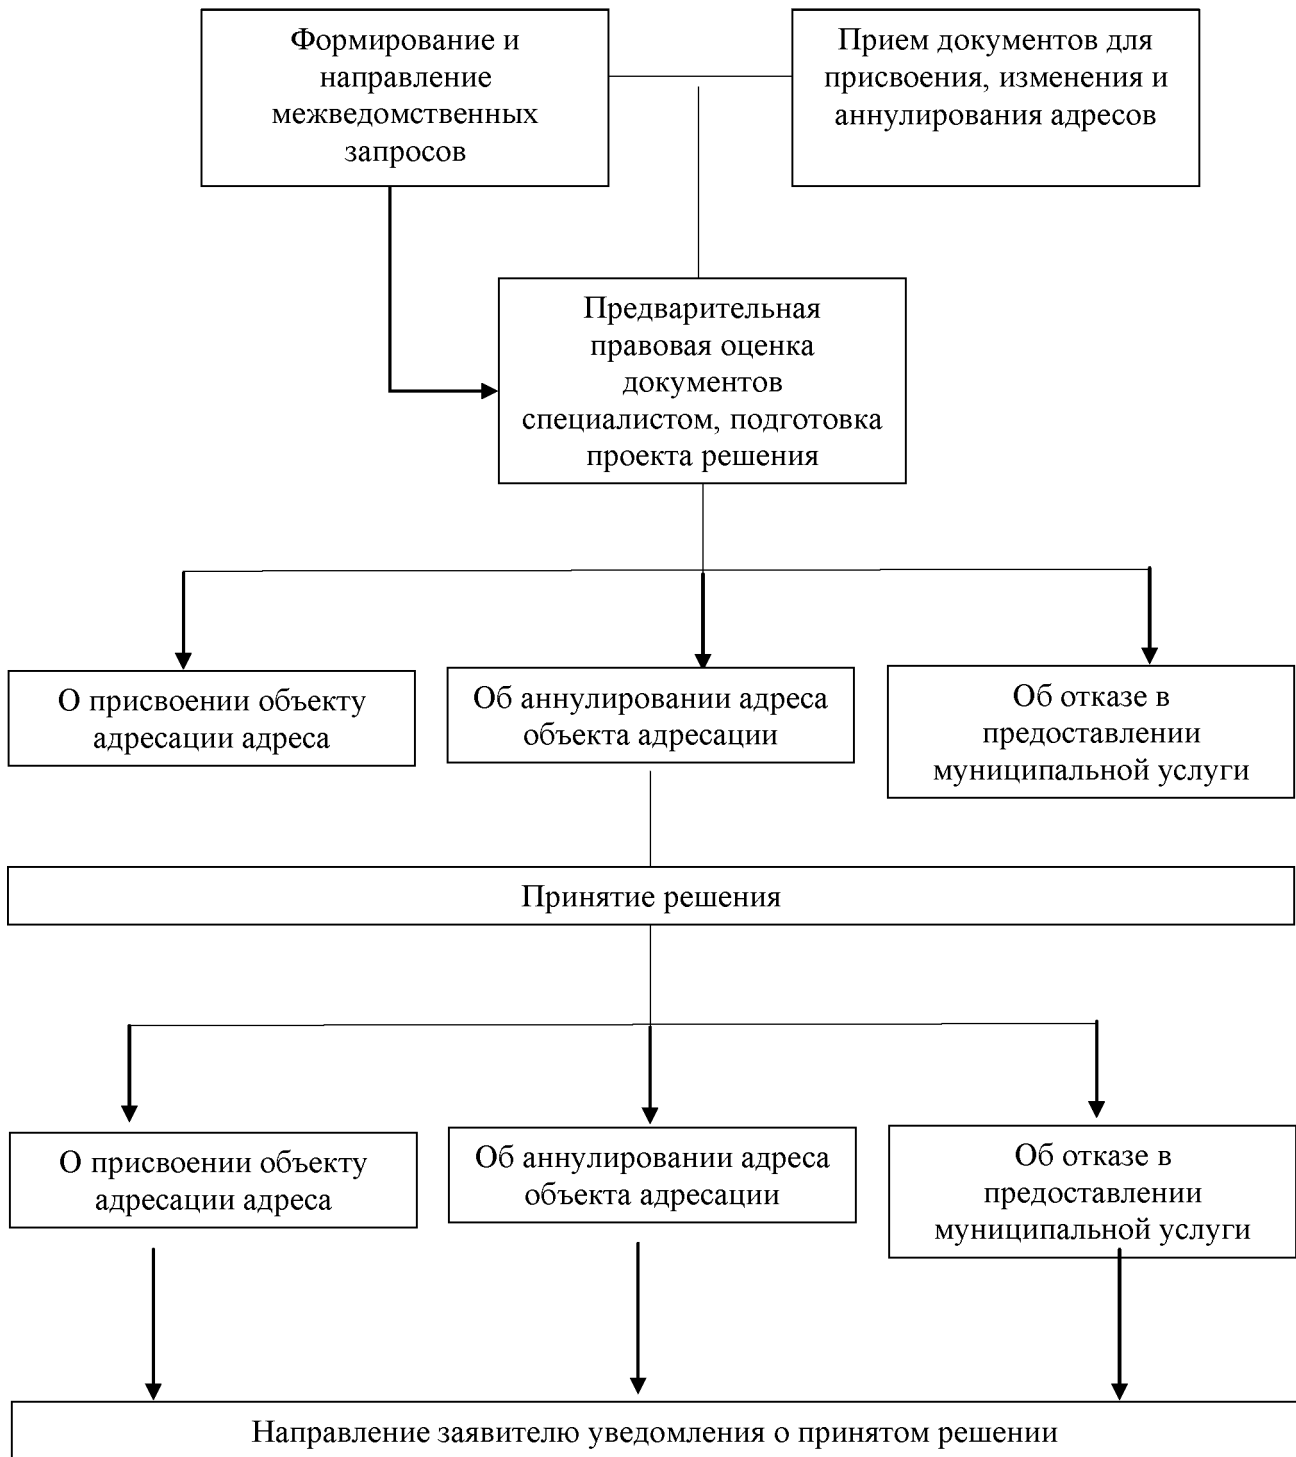 Формирование и
направление
межведомственных
запросов
Прием документов для
присвоения, изменения и
аннулирования адресов
Предварительная
правовая оценка
документов
специалистом, подготовка
проекта решения
О присвоении объекту
адресации адреса
Об аннулировании адреса
объекта адресации
Об отказе в
предоставлении
муниципальной услуги
Принятие решения
О присвоении объекту
адресации адреса
Об аннулировании адреса
объекта адресации
Об отказе в
предоставлении
муниципальной услуги
Направление заявителю уведомления о принятом решении